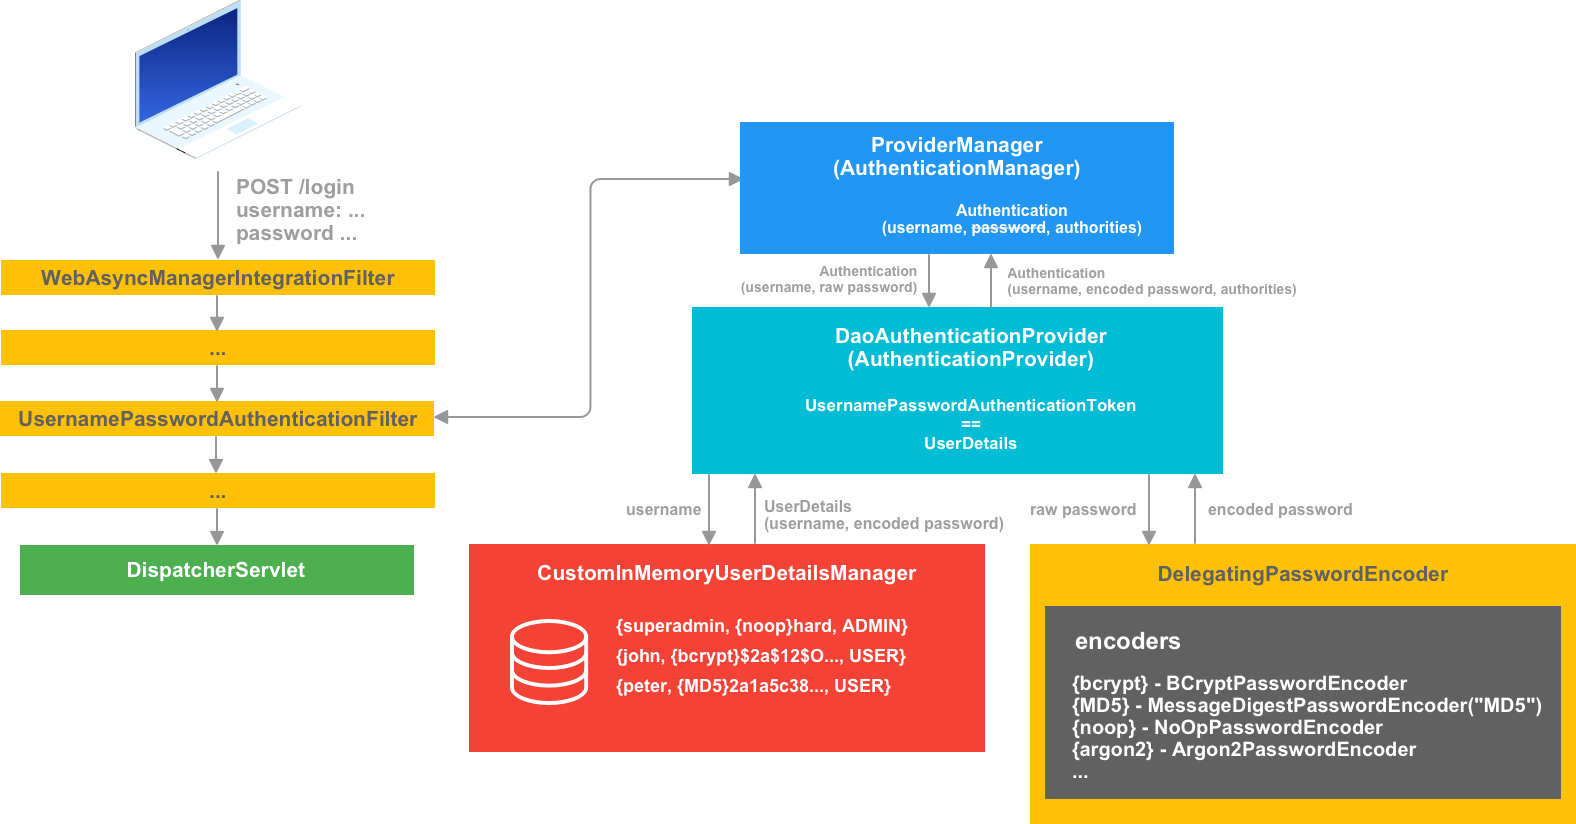 POST /login
username: ...
password ...
WebAsyncManagerIntegrationFilter
...
UsernamePasswordAuthenticationFilter
...
DispatcherServlet
ProviderManager
(AuthenticationManager)
Authentication
(username, password, authorities)
Authentication
(username, raw password)
Authentication
(username, encoded password, authorities)
DaoAuthenticationProvider
(AuthenticationProvider)
UsernamePasswordAuthenticationToken
==
UserDetails
username
UserDetails
(username, encoded password)
raw password
encoded password
CustomInMemoryUserDetailsManager
{superadmin, {noop}hard, ADMIN}
{john, {bcrypt}$2a$12$O..., USER}
{peter, {MD5}2a1a5c38..., USER}
DelegatingPasswordEncoder
encoders
{bcrypt} - BCryptPasswordEncoder
{MD5} - MessageDigestPasswordEncoder("MD5")
{noop} - NoOpPasswordEncoder
{argon2} - Argon2PasswordEncoder
...